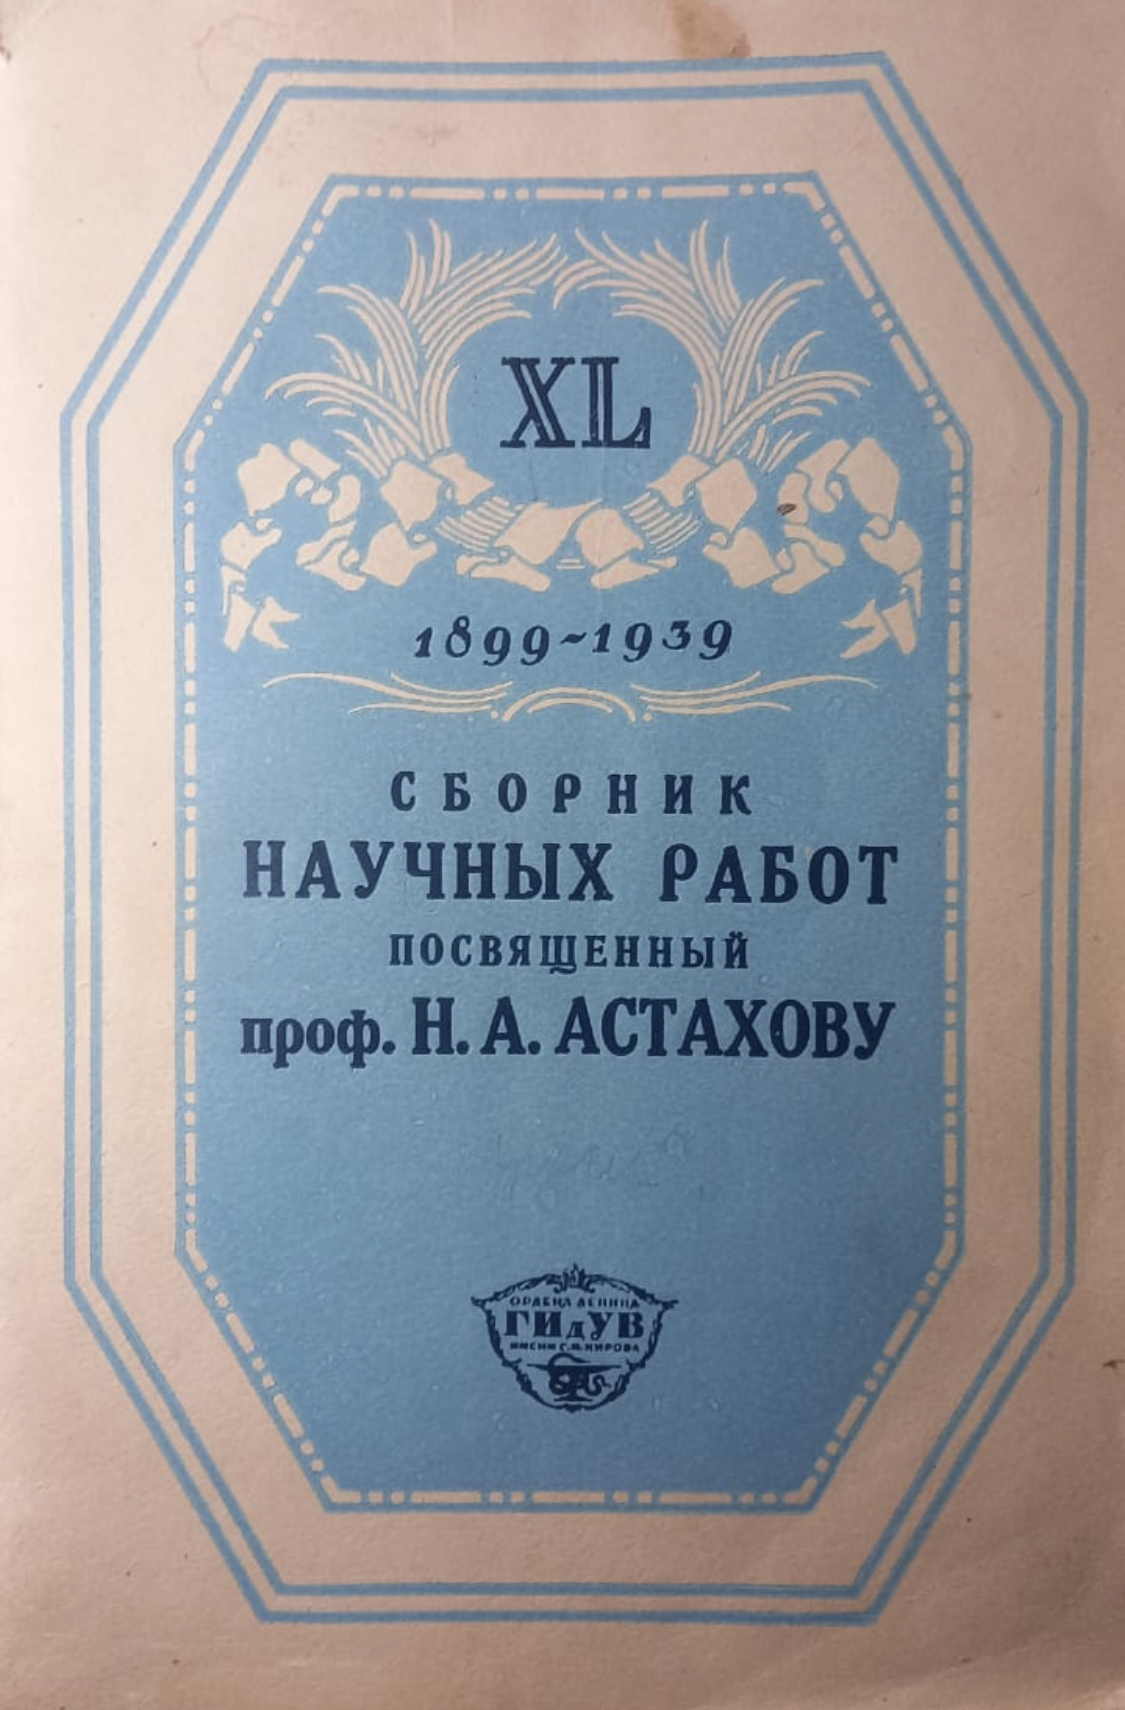 XL
1899-1939
СБОРНИК
НАУЧНЫХ РАБОТ
ПОСВЯЩЕННЫЙ
проф. Н. А. АСТАХОВУ
ОРДЕНА ЛЕНИНА
ГИдУВ
ИМЕНИ С.М. КИРОВА